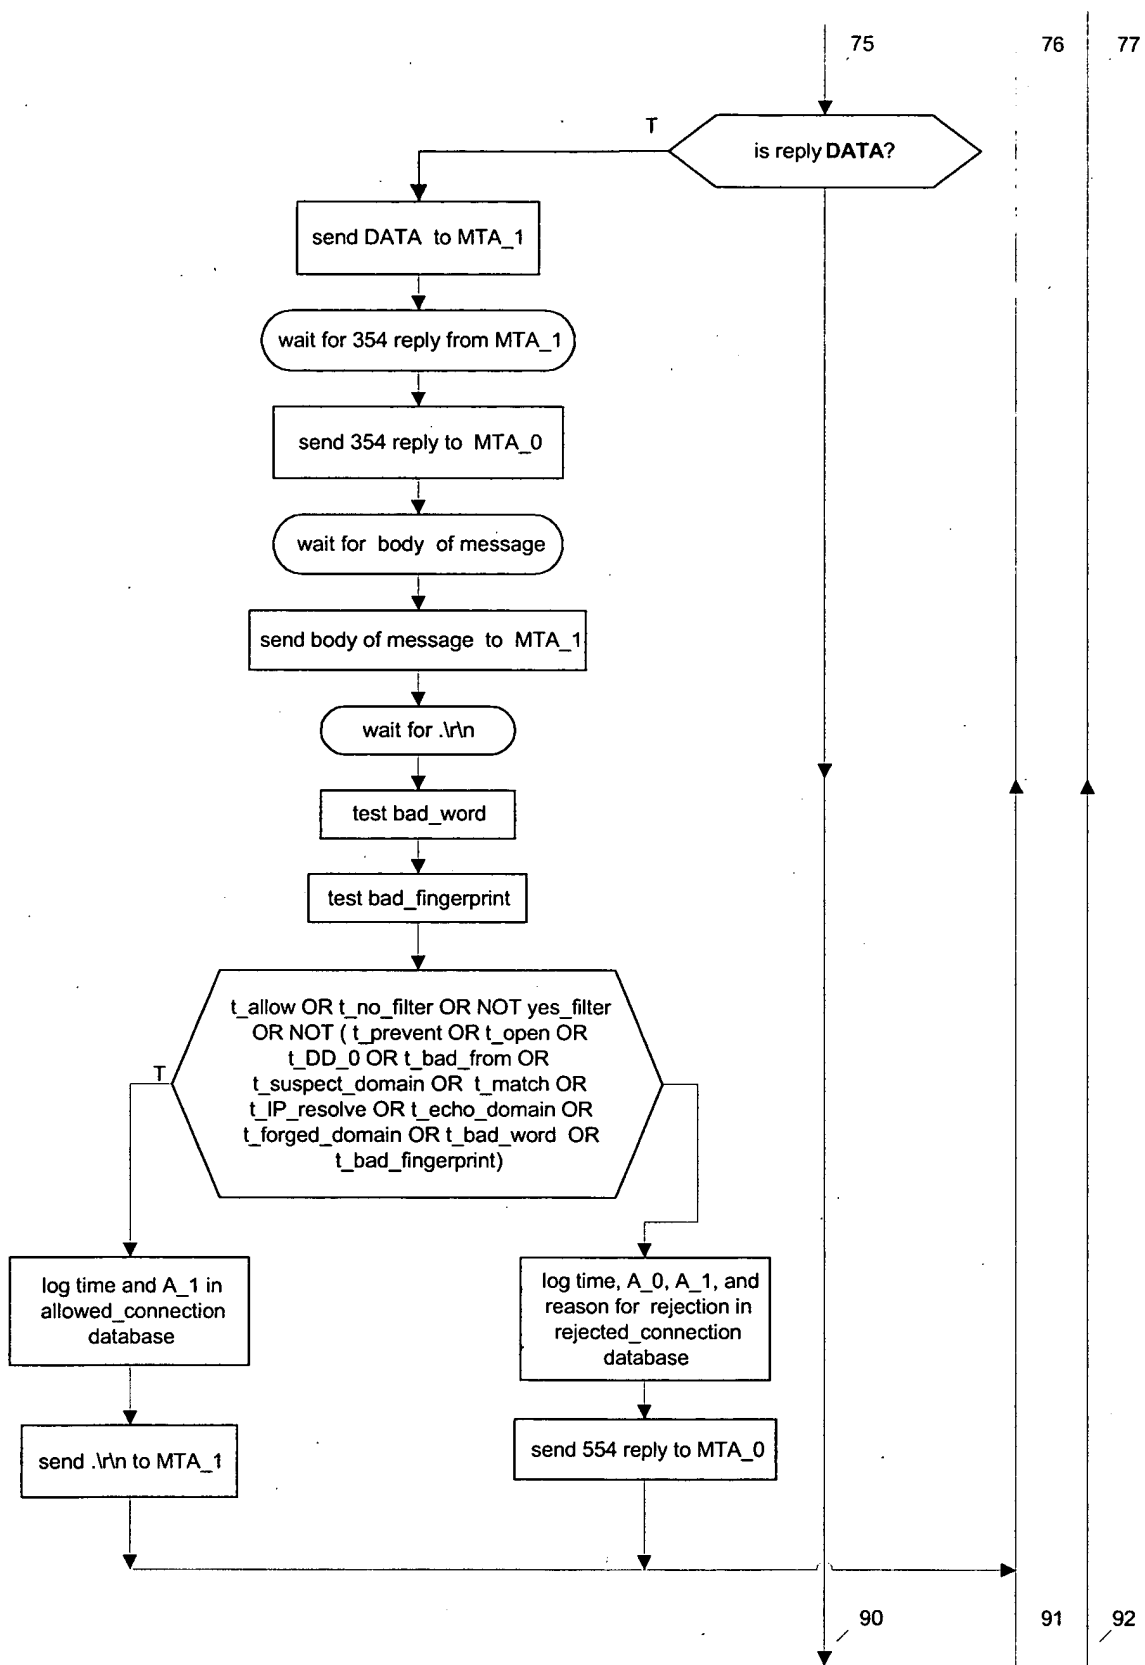 75
76
77
T
is reply DATA?
send DATA to MTA_1
wait for 354 reply from MTA_1
send 354 reply to MTA_0
wait for body of message
send body of message to MTA_1
wait for .\r\n
test bad_word
test bad_fingerprint
t_allow OR t_no_filter OR NOT yes_filter
OR NOT ( t_prevent OR t_open OR
t_DD_0 OR t_bad_from OR
t_suspect_domain OR t_match OR
t_IP_resolve OR t_echo_domain OR
t_forged_domain OR t_bad_word OR
t_bad_fingerprint)
T
log time and A_1 in
allowed_connection
database
log time, A_0, A_1, and
reason for rejection in
rejected_connection
database
send .\r\n to MTA_1
send 554 reply to MTA_0
90
91
92